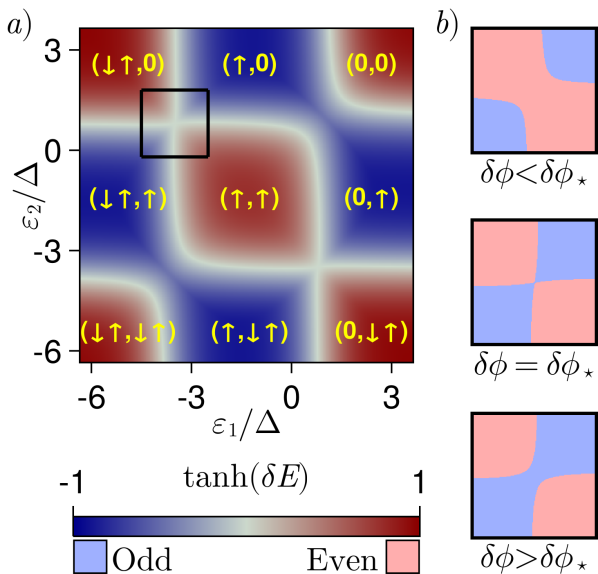 a)
(↓↑,0) (↑,0) (0,0)
(↓↑,↑) (↑,↑) (0,↑)
(↓↑,↓↑) (↑,↓↑) (0,↓↑)
3
0
-3
-6
ε₂/Δ
-6 -3 0 3
ε₁/Δ
-1 tanh(δE) 1
Odd Even
b)
δϕ<δϕ⋆
δϕ = δϕ⋆
δϕ>δϕ⋆